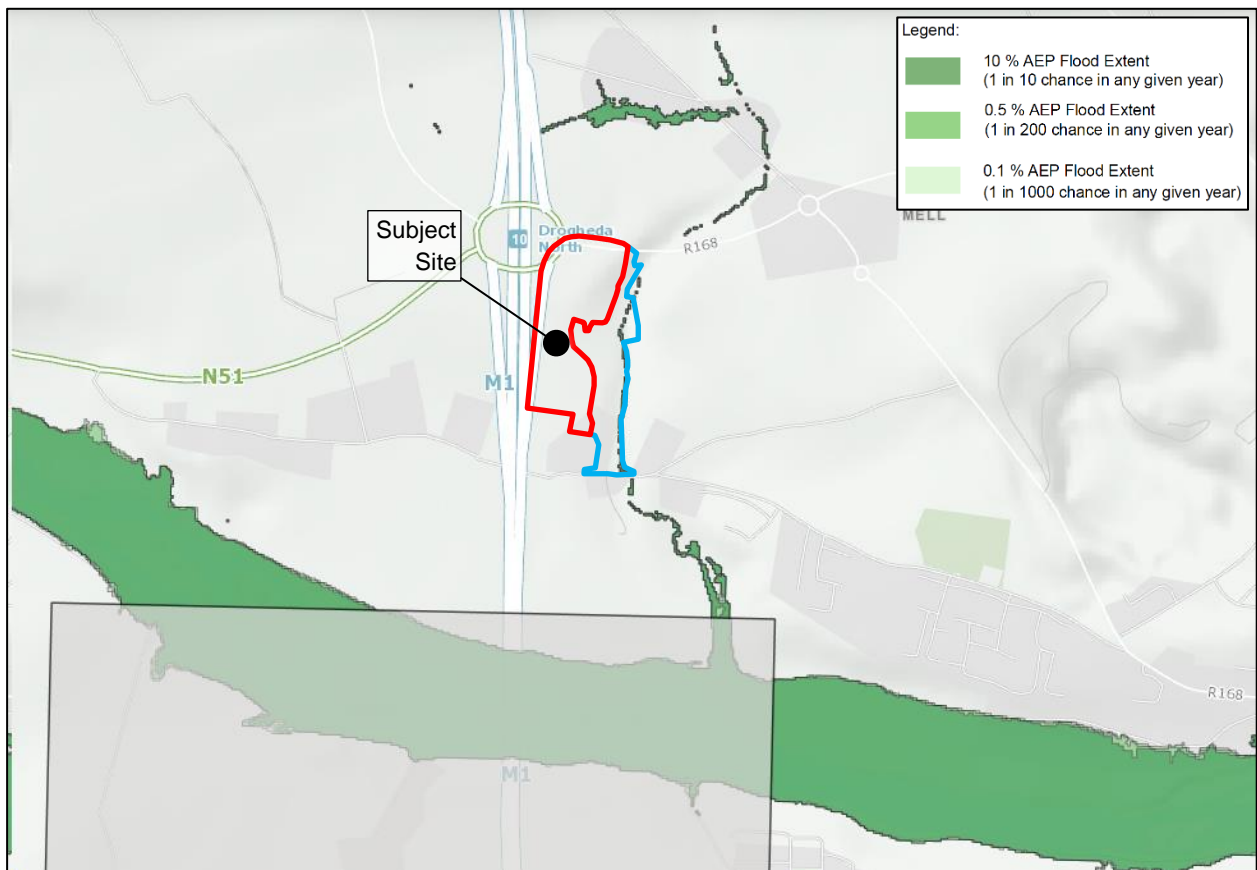 Legend:
10 % AEP Flood Extent
(1 in 10 chance in any given year)
0.5 % AEP Flood Extent
(1 in 200 chance in any given year)
0.1 % AEP Flood Extent
(1 in 1000 chance in any given year)
MELL
Subject
Site
10
Drogheda
North
R168
N51
M1
R168
M1